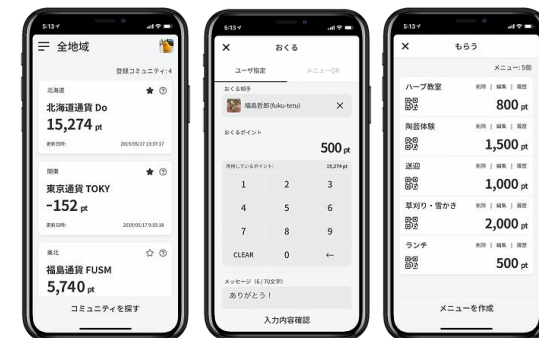 5:13
全地域
登録コミュニティ: 4
北海道
北海道通貨 Do
15,274 pt
更新日時: 2019/05/17 13:37:17
関東
東京通貨 TOKY
-152 pt
更新日時: 2019/05/17 9:55:18
東北
福島通貨 FUSM
5,740 pt
コミュニティを探す
5:13
おくる
ユーザ指定 メニューQR
おくる相手
福島哲郎(fuku-tetu)
おくるポイント
500 pt
所持しているポイント: 15,274 pt
1 2 3
4 5 6
7 8 9
CLEAR 0 ←
メッセージ (6 / 70文字)
ありがとう！
入力内容確認
5:13
もらう
メニュー: 5個
ハーブ教室 削除 | 編集 | 履歴
800 pt
陶芸体験 削除 | 編集 | 履歴
1,500 pt
送迎 削除 | 編集 | 履歴
1,000 pt
草刈り・雪かき 削除 | 編集 | 履歴
2,000 pt
ランチ 削除 | 編集 | 履歴
500 pt
メニューを作成